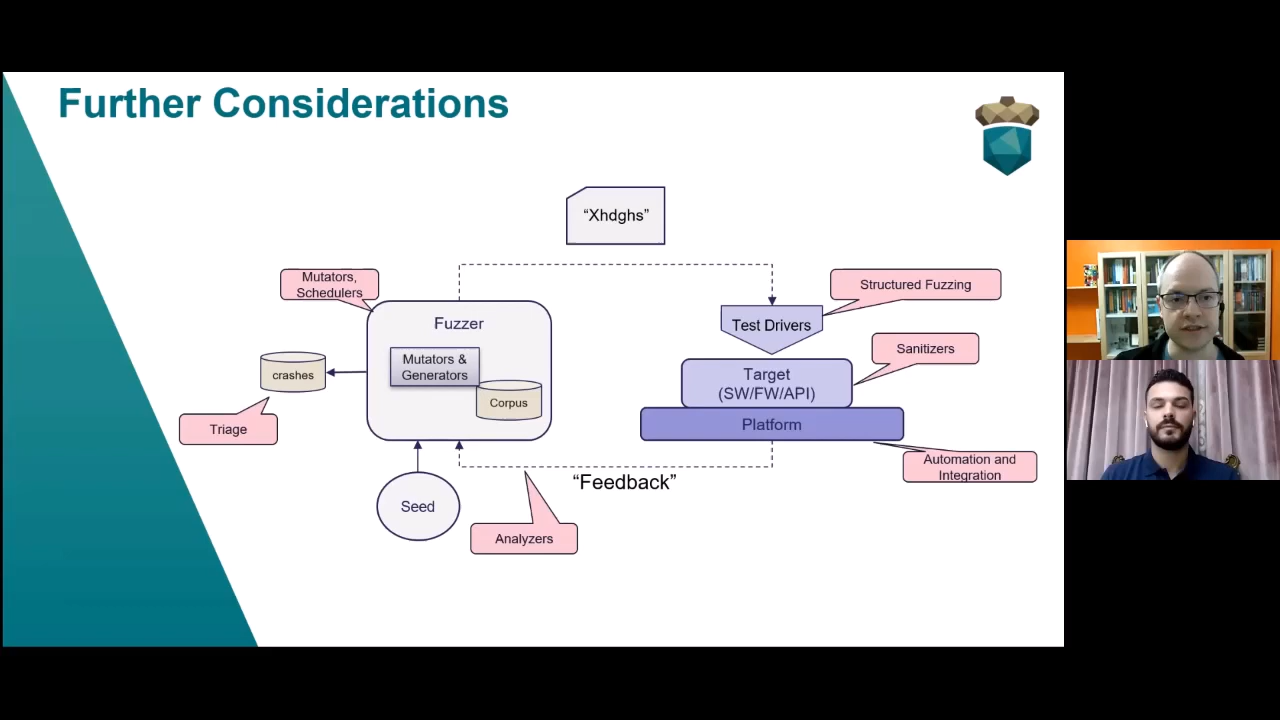 Further Considerations
“Xhdghs”
Mutators,
Schedulers
Structured Fuzzing
Fuzzer
Test Drivers
Mutators &
Generators
Sanitizers
crashes
Target
(SW/FW/API)
Corpus
Triage
Platform
Automation and
Integration
“Feedback”
Seed
Analyzers